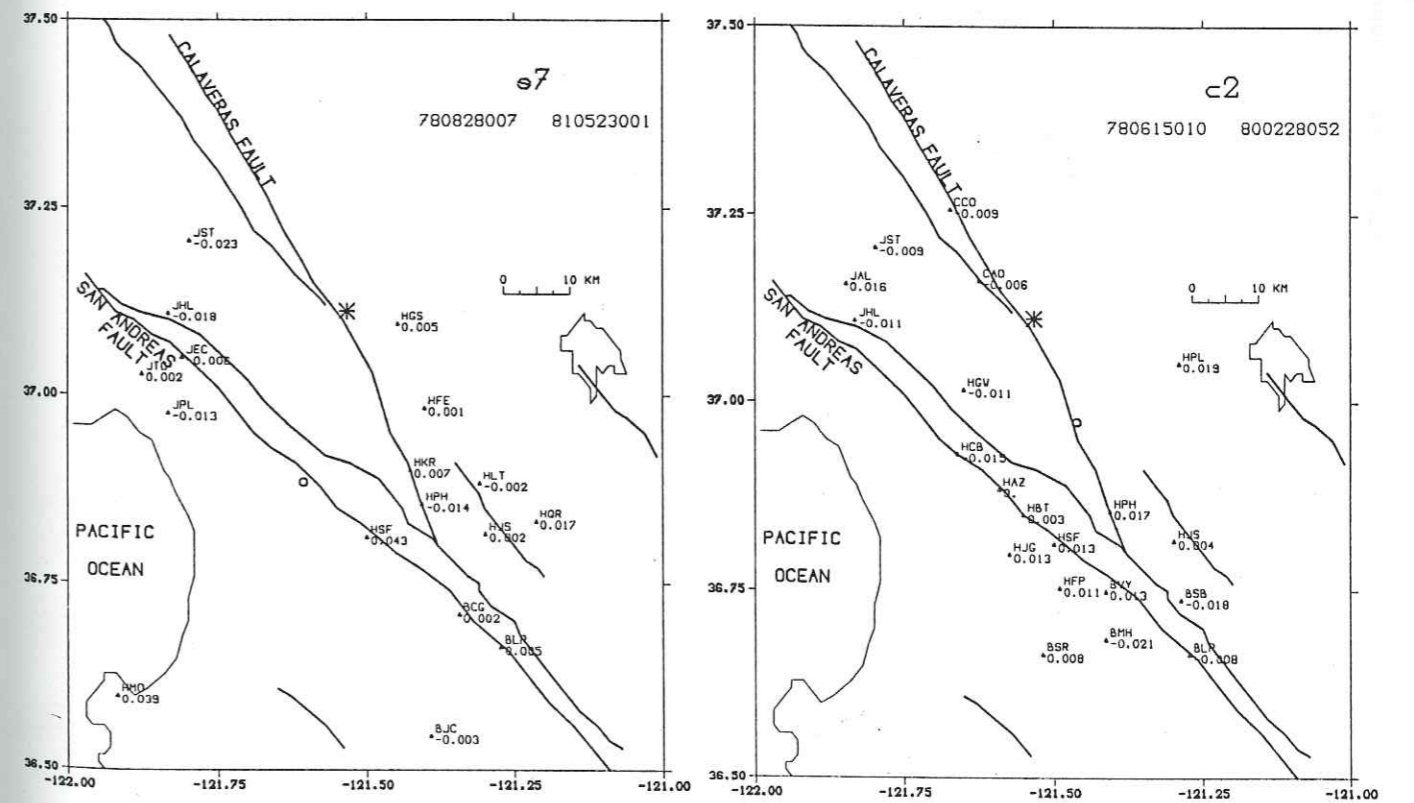 37.50
CALAVERAS FAULT
s7
780828007 810523001
37.25
JST
-0.023
0 10 KM
SAN ANDREAS
FAULT
JHL
-0.018
HGS
0.005
JEC
-0.006
JTG
0.002
37.00
JPL
-0.013
HFE
0.001
HKR
0.007
HLT
-0.002
HPH
-0.014
HQR
0.017
HJS
0.002
HSF
0.043
PACIFIC
OCEAN
36.75
BCG
0.002
BLR
0.005
HMO
0.039
BJC
-0.003
36.50
-122.00
-121.75
-121.50
-121.25
-121.00
37.50
CALAVERAS FAULT
c2
780615010 800228052
37.25
CCO
-0.009
JST
-0.009
JAL
0.016
CAO
-0.006
0 10 KM
SAN ANDREAS
FAULT
JHL
-0.011
HPL
0.019
37.00
HGW
-0.011
HCB
-0.015
HAZ
0.
HBT
0.003
HPH
0.017
HJG
0.013
HSF
0.013
HJS
0.004
PACIFIC
OCEAN
36.75
HFP
0.011
BVY
0.013
BSB
-0.018
BMH
-0.021
BSR
0.008
BLR
0.008
36.50
-122.00
-121.75
-121.50
-121.25
-121.00